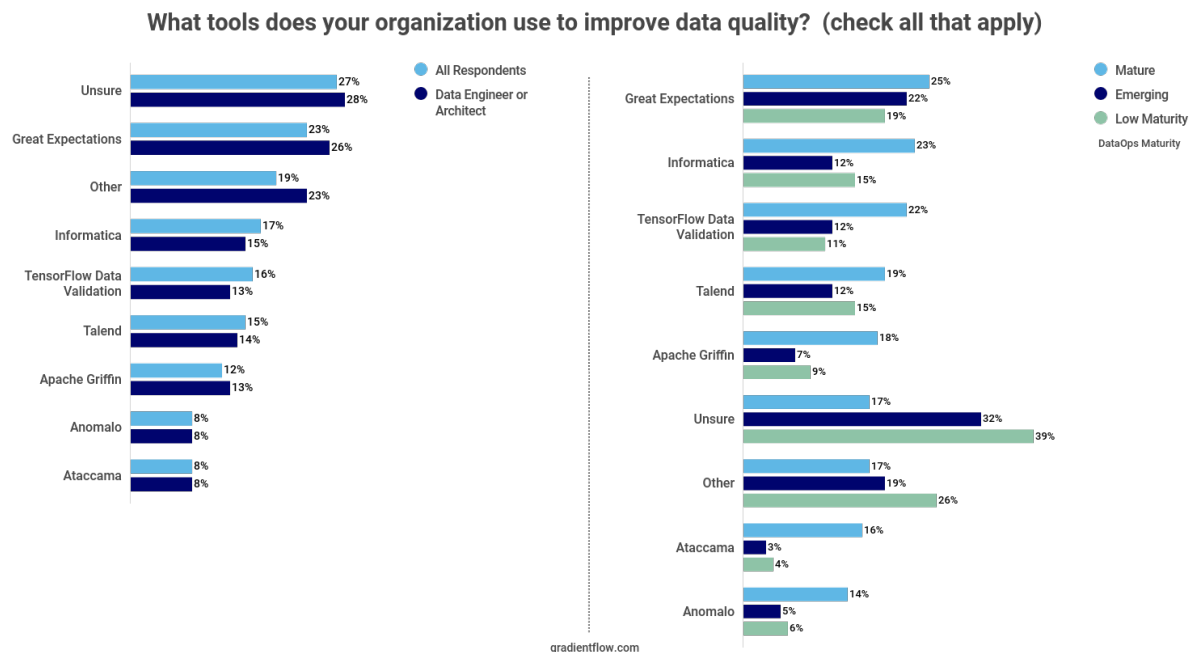 What tools does your organization use to improve data quality?  (check all that apply)
All Respondents
Data Engineer or
Architect
Unsure
27%
28%
Great Expectations
23%
26%
Other
19%
23%
Informatica
17%
15%
TensorFlow Data
Validation
16%
13%
Talend
15%
14%
Apache Griffin
12%
13%
Anomalo
8%
8%
Ataccama
8%
8%
Mature
Emerging
Low Maturity
DataOps Maturity
Great Expectations
25%
22%
19%
Informatica
23%
12%
15%
TensorFlow Data
Validation
22%
12%
11%
Talend
19%
12%
15%
Apache Griffin
18%
7%
9%
Unsure
17%
32%
39%
Other
17%
19%
26%
Ataccama
16%
3%
4%
Anomalo
14%
5%
6%
gradientflow.com